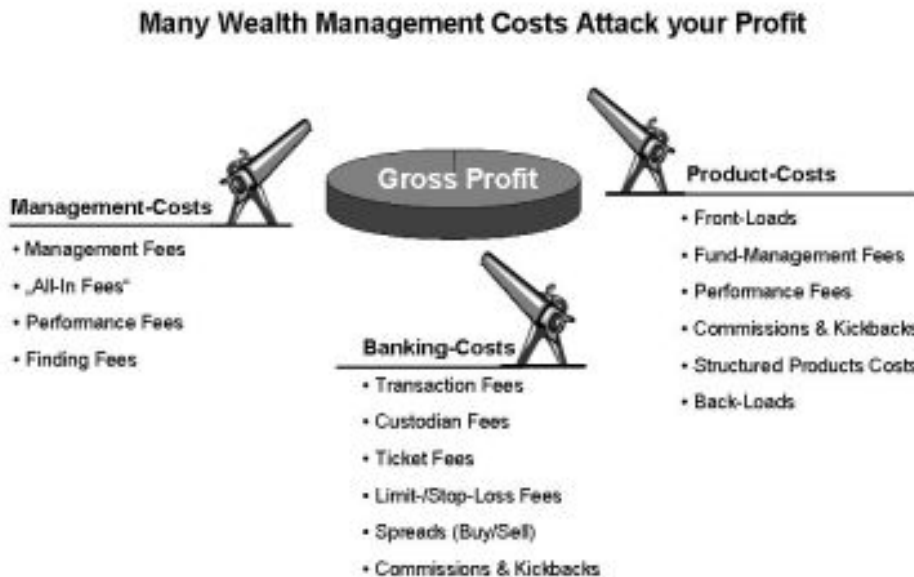 Many Wealth Management Costs Attack your Profit
Gross Profit
Management-Costs
• Management Fees
• „All-In Fees“
• Performance Fees
• Finding Fees
Banking-Costs
• Transaction Fees
• Custodian Fees
• Ticket Fees
• Limit-/Stop-Loss Fees
• Spreads (Buy/Sell)
• Commissions & Kickbacks
Product-Costs
• Front-Loads
• Fund-Management Fees
• Performance Fees
• Commissions & Kickbacks
• Structured Products Costs
• Back-Loads